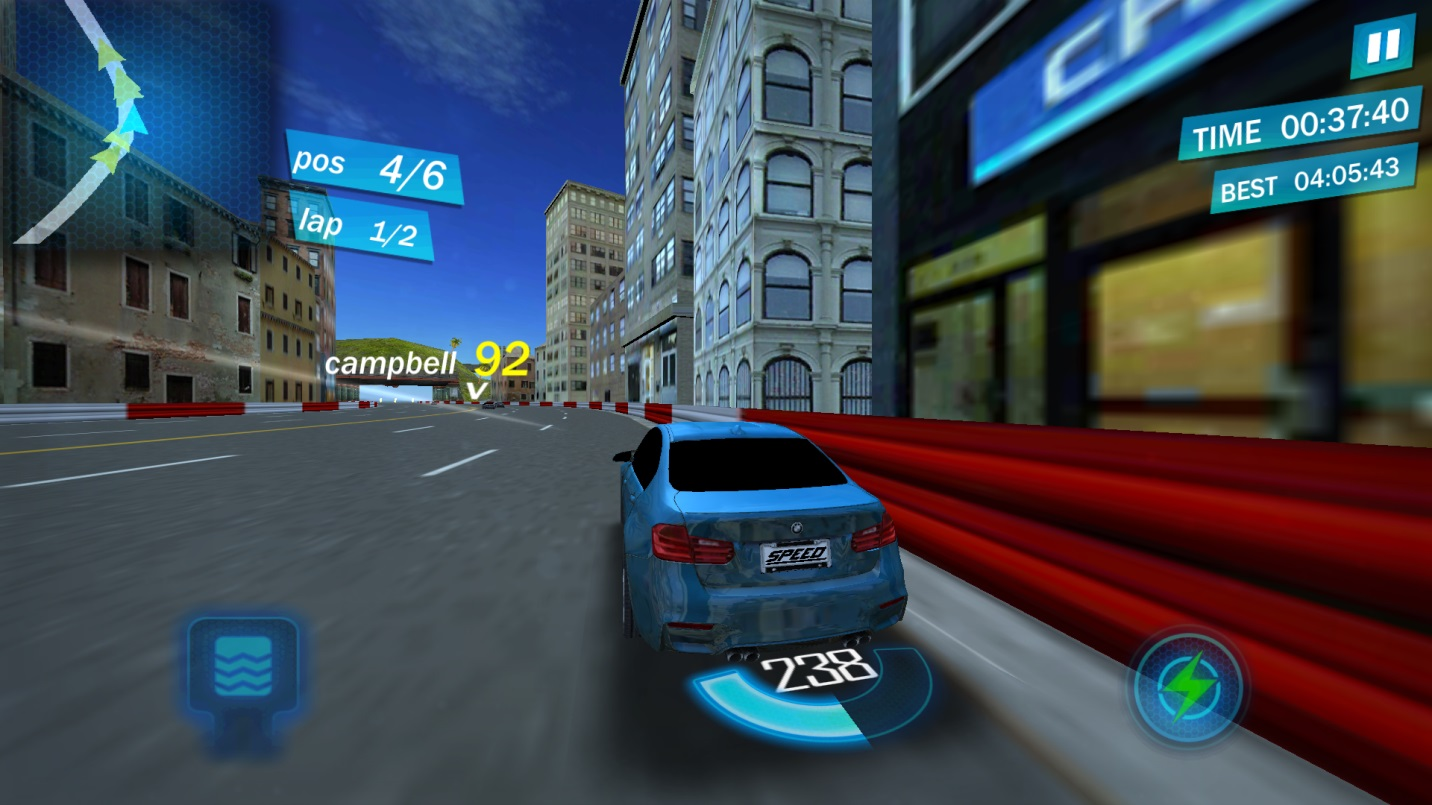 pos 4/6
lap 1/2
TIME 00:37:40
BEST 04:05:43
campbell 92
SPEED
238